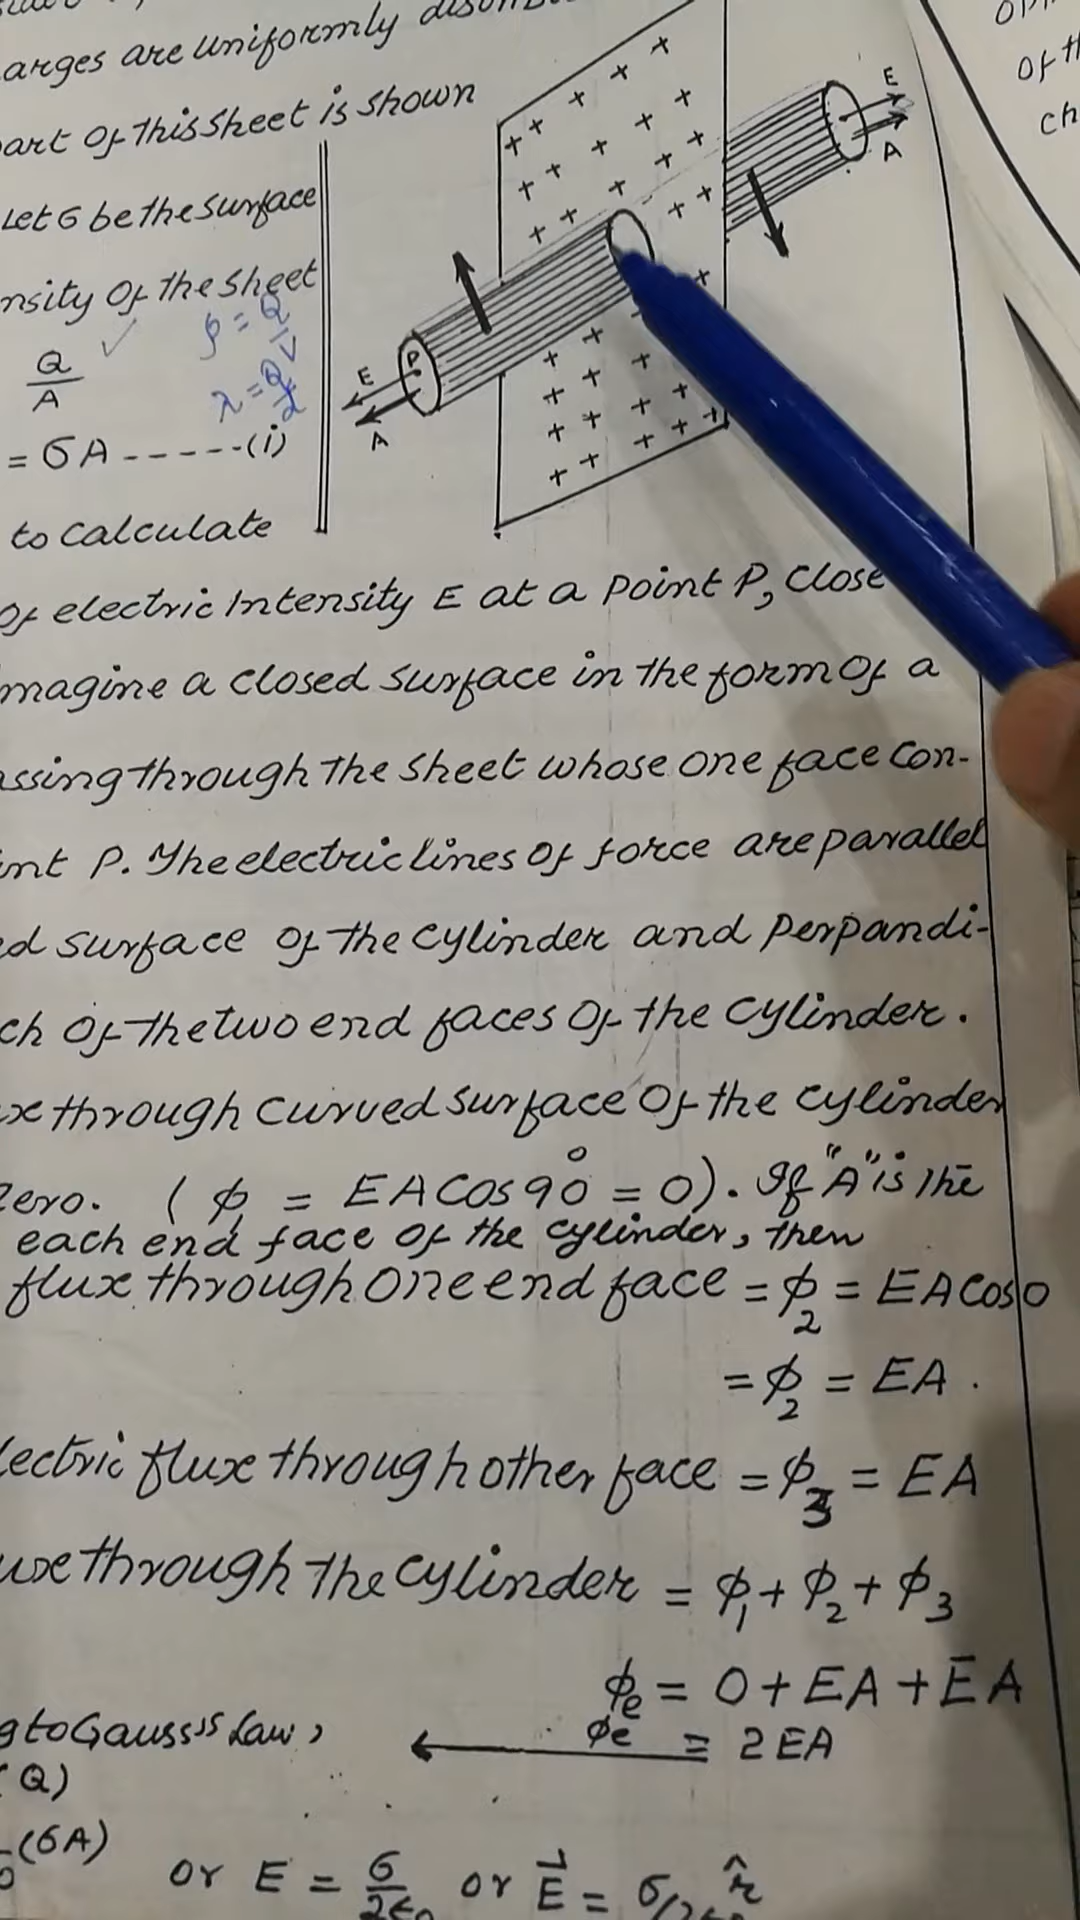 arges are uniformly
art of this sheet is shown
Let σ be the surface
nsity of the sheet
ρ = Q/V
Q/A
λ = Q/
= σA ------(i)
to calculate
E
A
P
E
A
of th
ch
of electric Intensity E at a point P, close
magine a closed surface in the form of a
assing through the sheet whose one face con-
int P. The electric lines of force are parallel
ed surface of the cylinder and perpandi-
ch of the two end faces of the cylinder.
ux through curved surface of the cylinder
zero. ( φ = EA cos 90° = 0). If "A" is the
each end face of the cylinder, then
flux through one end face = φ₂ = EA cos 0
= φ₂ = EA .
lectric flux through other face = φ₃ = EA
ux through the cylinder = φ₁ + φ₂ + φ₃
φe = 0 + EA + EA
g to Gauss's Law,
φe = 2EA
(Q)
(σA) or E = σ/2ϵ₀ or E⃗ = σ/2ϵ₀ r̂